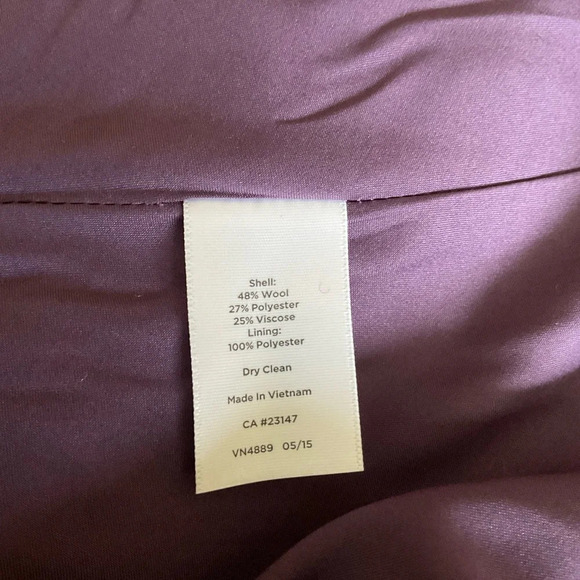 Shell:
48% Wool
27% Polyester
25% Viscose
Lining:
100% Polyester
Dry Clean
Made In Vietnam
CA #23147
VN4889 05/15